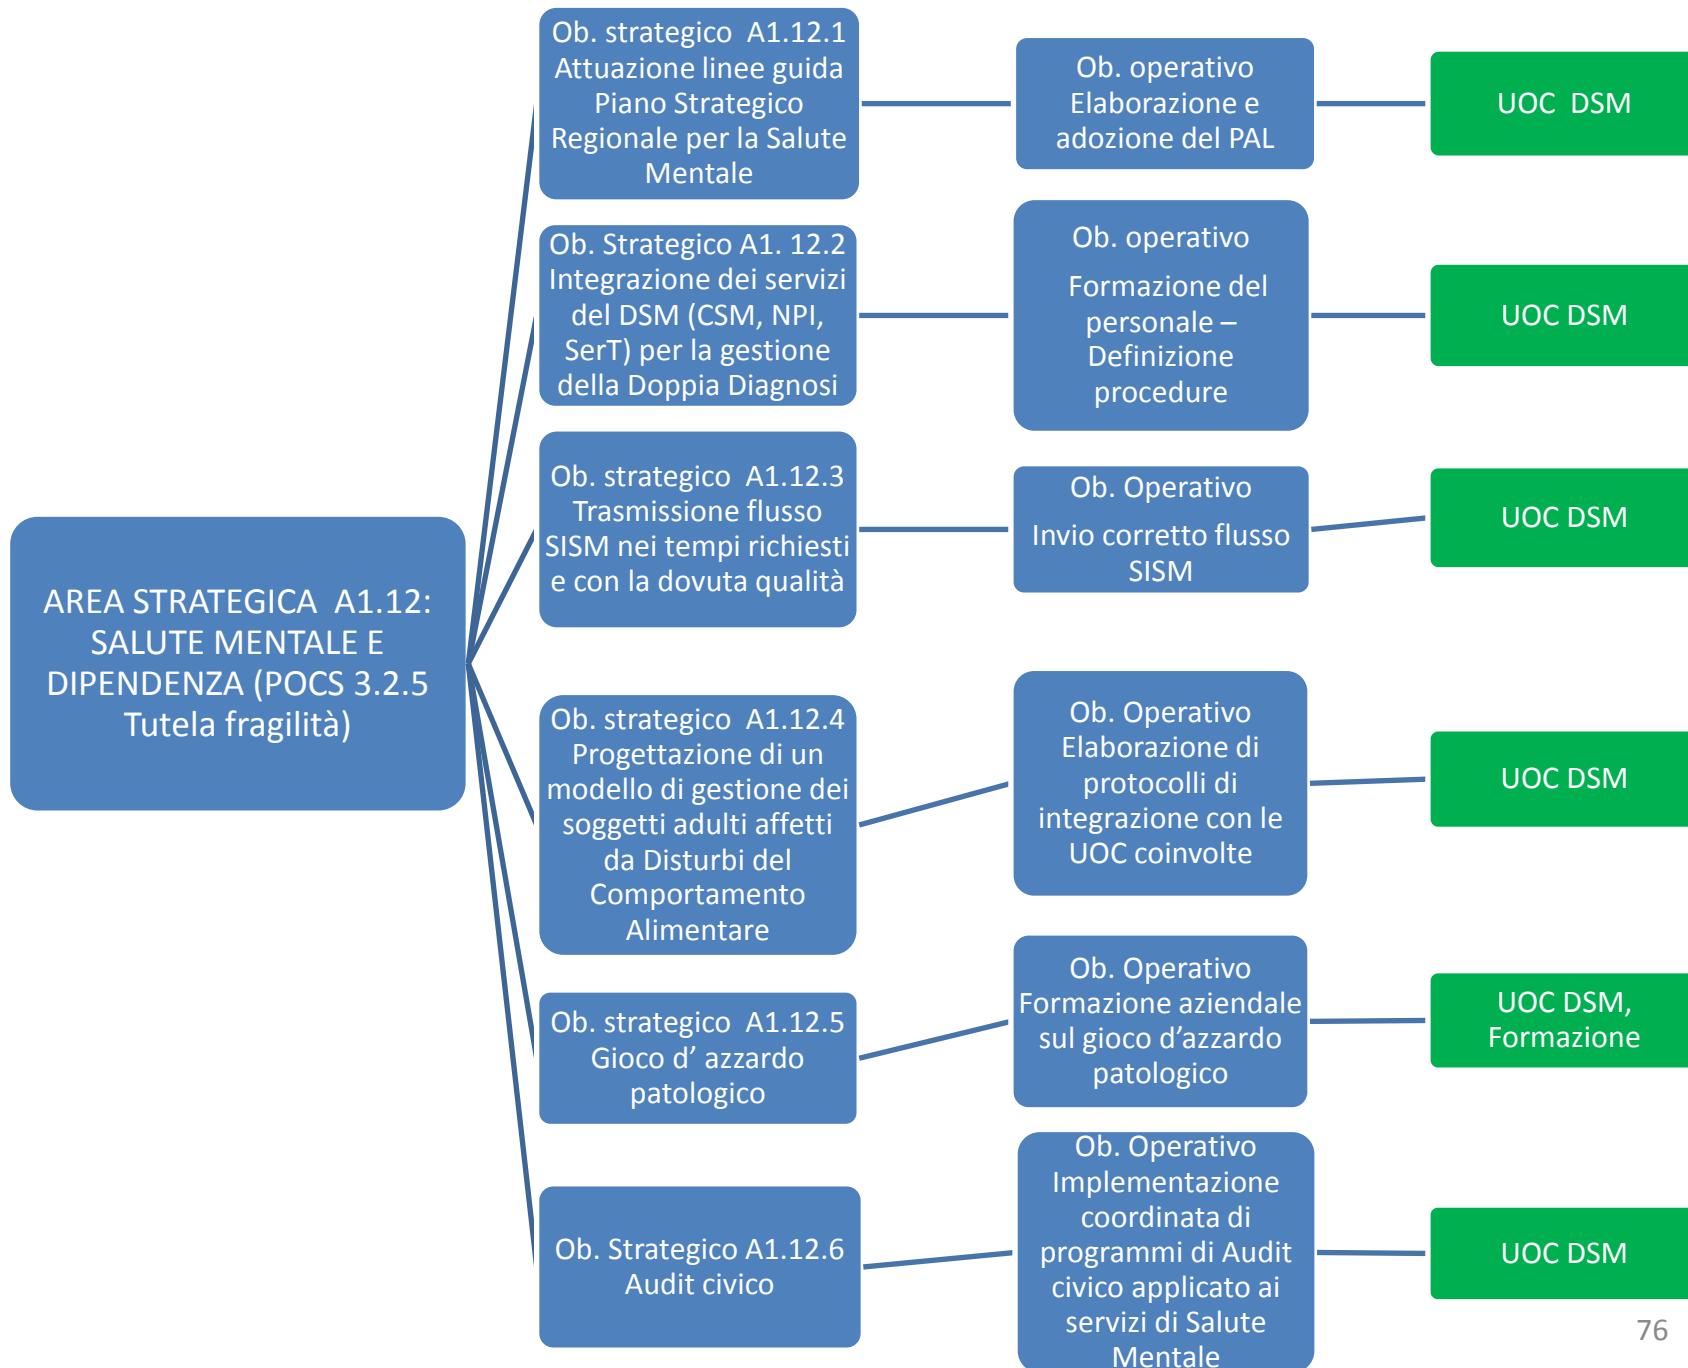 AREA STRATEGICA A1.12:
SALUTE MENTALE E
DIPENDENZA (POCS 3.2.5
Tutela fragilità)
Ob. strategico A1.12.1
Attuazione linee guida
Piano Strategico
Regionale per la Salute
Mentale
Ob. operativo
Elaborazione e
adozione del PAL
UOC DSM
Ob. Strategico A1. 12.2
Integrazione dei servizi
del DSM (CSM, NPI,
SerT) per la gestione
della Doppia Diagnosi
Ob. operativo
Formazione del
personale –
Definizione
procedure
UOC DSM
Ob. strategico A1.12.3
Trasmissione flusso
SISM nei tempi richiesti
e con la dovuta qualità
Ob. Operativo
Invio corretto flusso
SISM
UOC DSM
Ob. strategico A1.12.4
Progettazione di un
modello di gestione dei
soggetti adulti affetti
da Disturbi del
Comportamento
Alimentare
Ob. Operativo
Elaborazione di
protocolli di
integrazione con le
UOC coinvolte
UOC DSM
Ob. strategico A1.12.5
Gioco d’ azzardo
patologico
Ob. Operativo
Formazione aziendale
sul gioco d’azzardo
patologico
UOC DSM,
Formazione
Ob. Strategico A1.12.6
Audit civico
Ob. Operativo
Implementazione
coordinata di
programmi di Audit
civico applicato ai
servizi di Salute
Mentale
UOC DSM
76